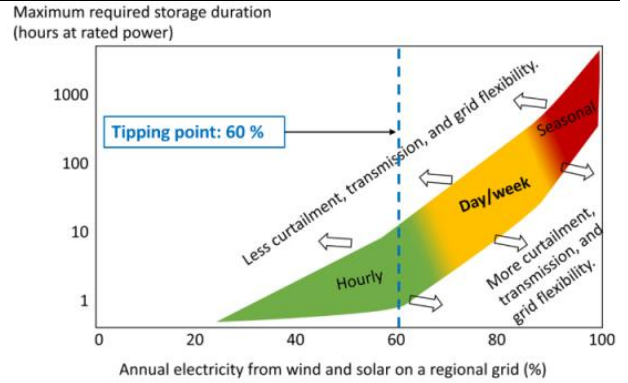 Maximum required storage duration
(hours at rated power)
1000
100
10
1
Tipping point: 60 %
Less curtailment, transmission, and grid flexibility.
Seasonal
Day/week
Hourly
More curtailment,
transmission, and
grid flexibility.
0
20
40
60
80
100
Annual electricity from wind and solar on a regional grid (%)